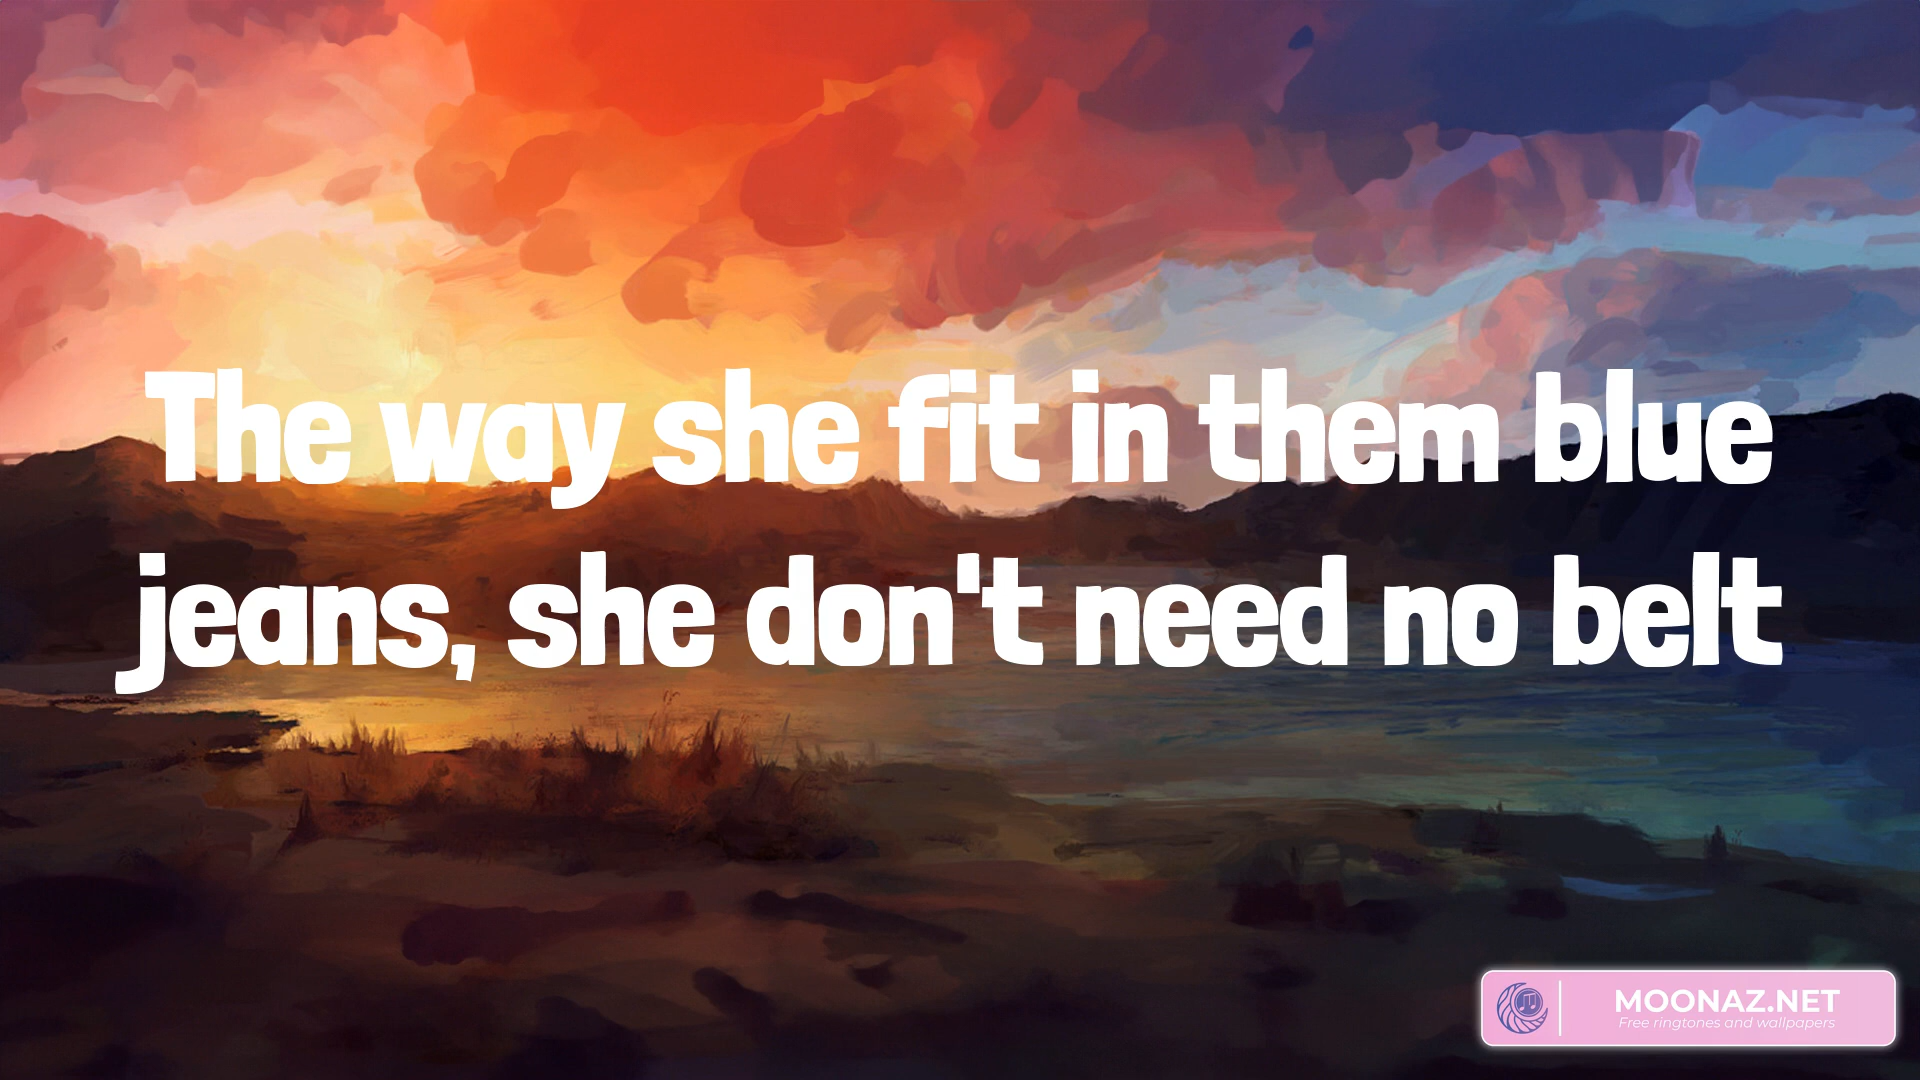 The way she fit in them blue
jeans, she don't need no belt
MOONAZ.NET
Free ringtones and wallpapers